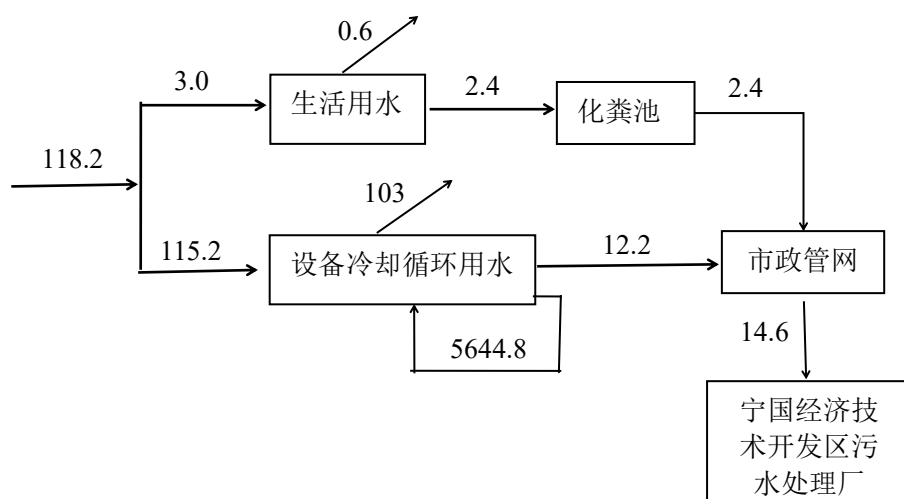 0.6
3.0
生活用水
2.4
化粪池
2.4
118.2
103
115.2
设备冷却循环用水
12.2
市政管网
5644.8
14.6
宁国经济技
术开发区污
水处理厂